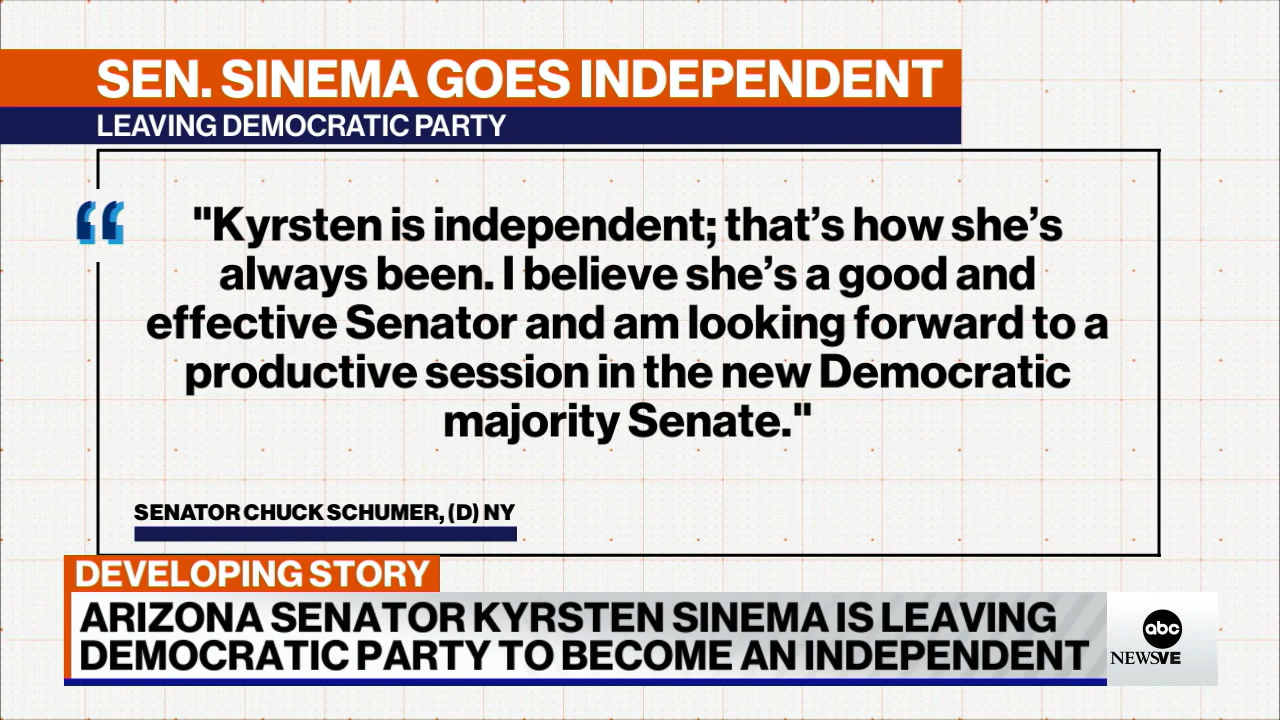 SEN. SINEMA GOES INDEPENDENT
LEAVING DEMOCRATIC PARTY
“
"Kyrsten is independent; that’s how she’s
always been. I believe she’s a good and
effective Senator and am looking forward to a
productive session in the new Democratic
majority Senate."
SENATOR CHUCK SCHUMER, (D) NY
DEVELOPING STORY
ARIZONA SENATOR KYRSTEN SINEMA IS LEAVING
DEMOCRATIC PARTY TO BECOME AN INDEPENDENT
abc
NEWSVE